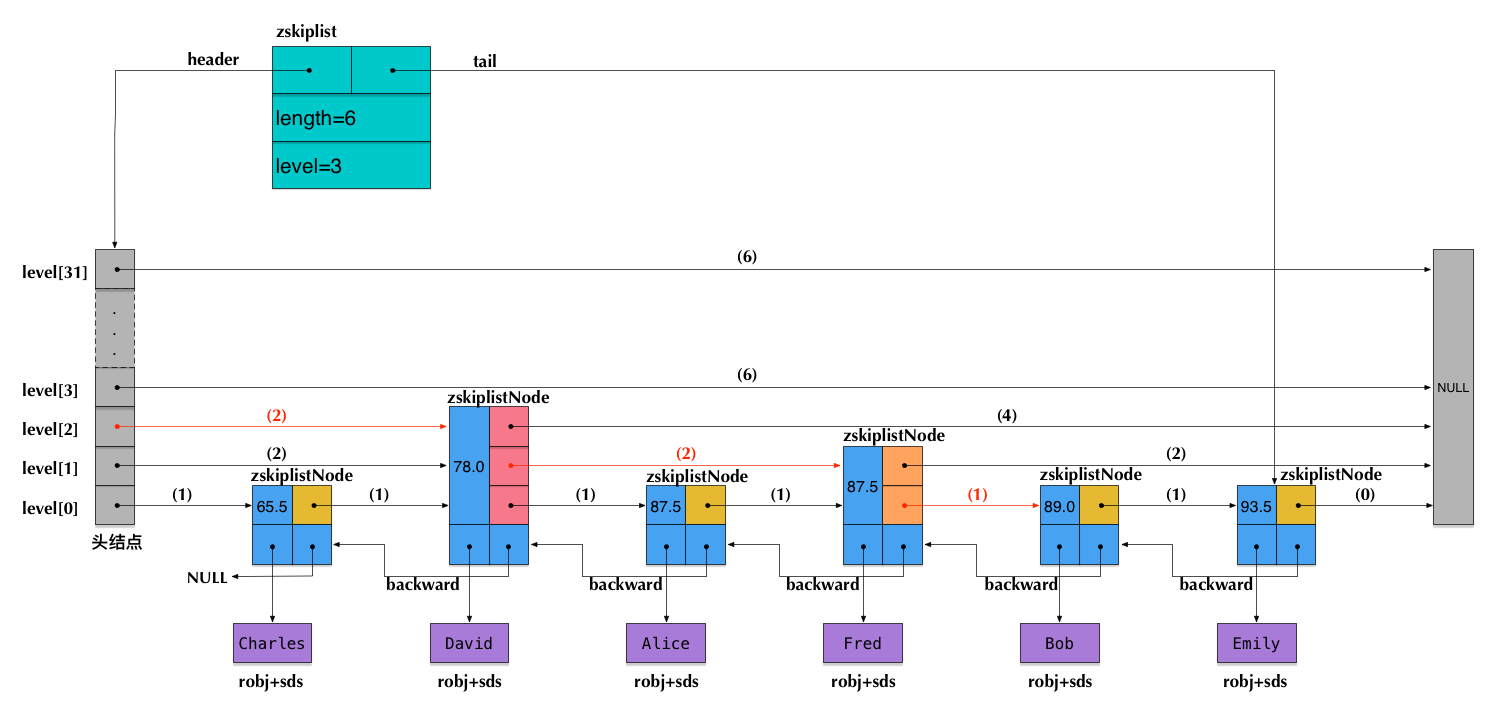 zskiplist
header
tail
length=6
level=3
level[31]
(6)
.
.
.
level[3]
(6)
NULL
zskiplistNode
level[2]
(2)
(4)
zskiplistNode
level[1]
(2)
78.0
(2)
87.5
(2)
zskiplistNode
zskiplistNode
zskiplistNode
zskiplistNode
level[0]
(1)
65.5
(1)
(1)
87.5
(1)
(1)
89.0
(1)
93.5
(0)
头结点
NULL
backward
backward
backward
backward
backward
Charles
David
Alice
Fred
Bob
Emily
robj+sds
robj+sds
robj+sds
robj+sds
robj+sds
robj+sds